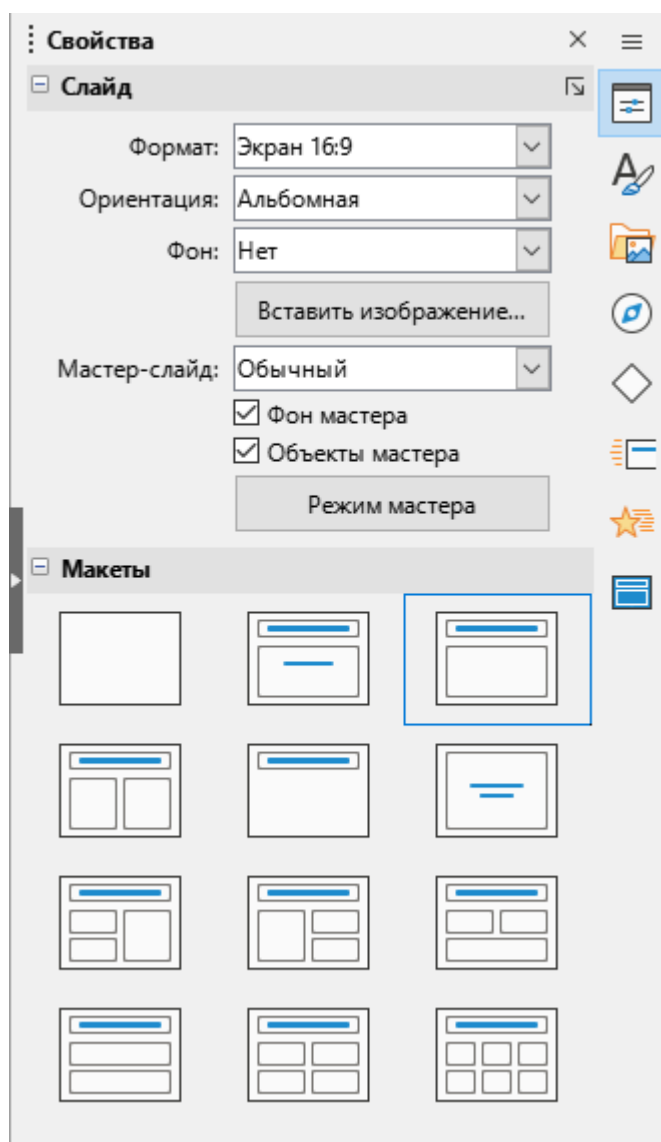 Свойства
Слайд
Формат: Экран 16:9
Ориентация: Альбомная
Фон: Нет
Вставить изображение...
Мастер-слайд: Обычный
Фон мастера
Объекты мастера
Режим мастера
Макеты